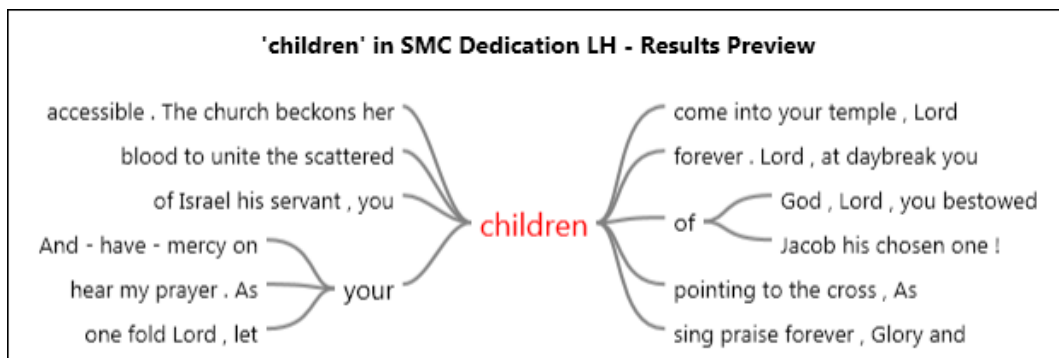 'children' in SMC Dedication LH - Results Preview
accessible . The church beckons her
blood to unite the scattered
of Israel his servant , you
And - have - mercy on
hear my prayer . As
one fold Lord , let
your
children
come into your temple , Lord
forever . Lord , at daybreak you
of
God , Lord , you bestowed
Jacob his chosen one !
pointing to the cross , As
sing praise forever , Glory and